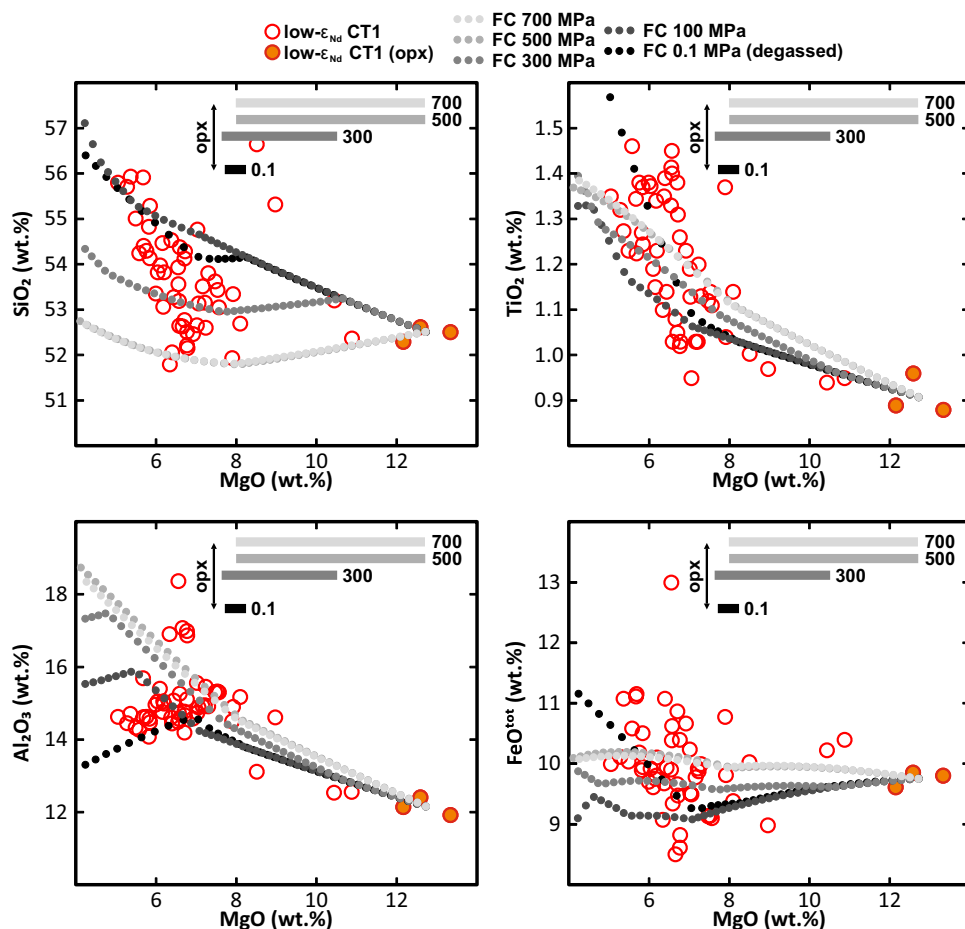 low-εNd CT1
low-εNd CT1 (opx)
FC 700 MPa
FC 500 MPa
FC 300 MPa
FC 100 MPa
FC 0.1 MPa (degassed)
SiO₂ (wt.%)
57
56
55
54
53
52
51
opx
700
500
300
0.1
6
8
10
12
MgO (wt.%)
TiO₂ (wt.%)
1.5
1.4
1.3
1.2
1.1
1.0
0.9
opx
700
500
300
0.1
6
8
10
12
MgO (wt.%)
Al₂O₃ (wt.%)
18
16
14
12
opx
700
500
300
0.1
6
8
10
12
MgO (wt.%)
FeOᵗᵒᵗ (wt.%)
13
12
11
10
9
opx
700
500
300
0.1
6
8
10
12
MgO (wt.%)